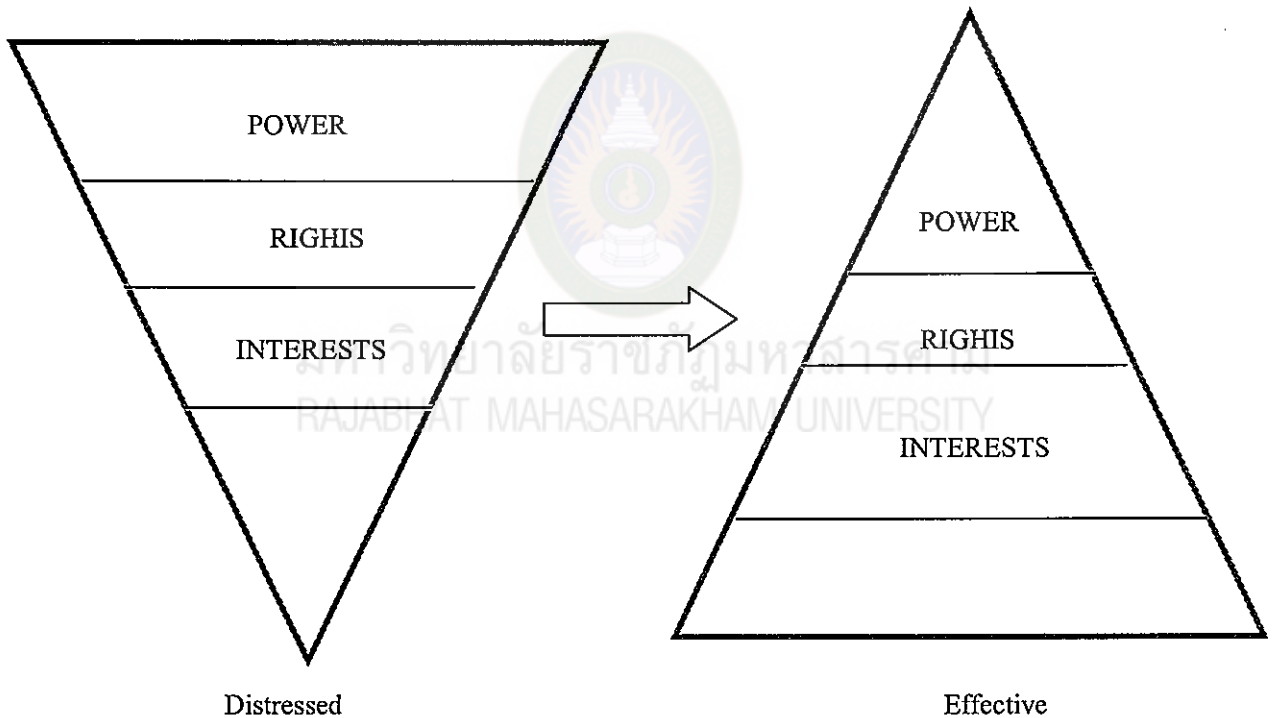 POWER
RIGHIS
INTERESTS
Distressed
POWER
RIGHIS
INTERESTS
Effective
มหาวิทยาลัยราชภัฏมหาสารคาม
RAJABHAT MAHASARAKHAM UNIVERSITY